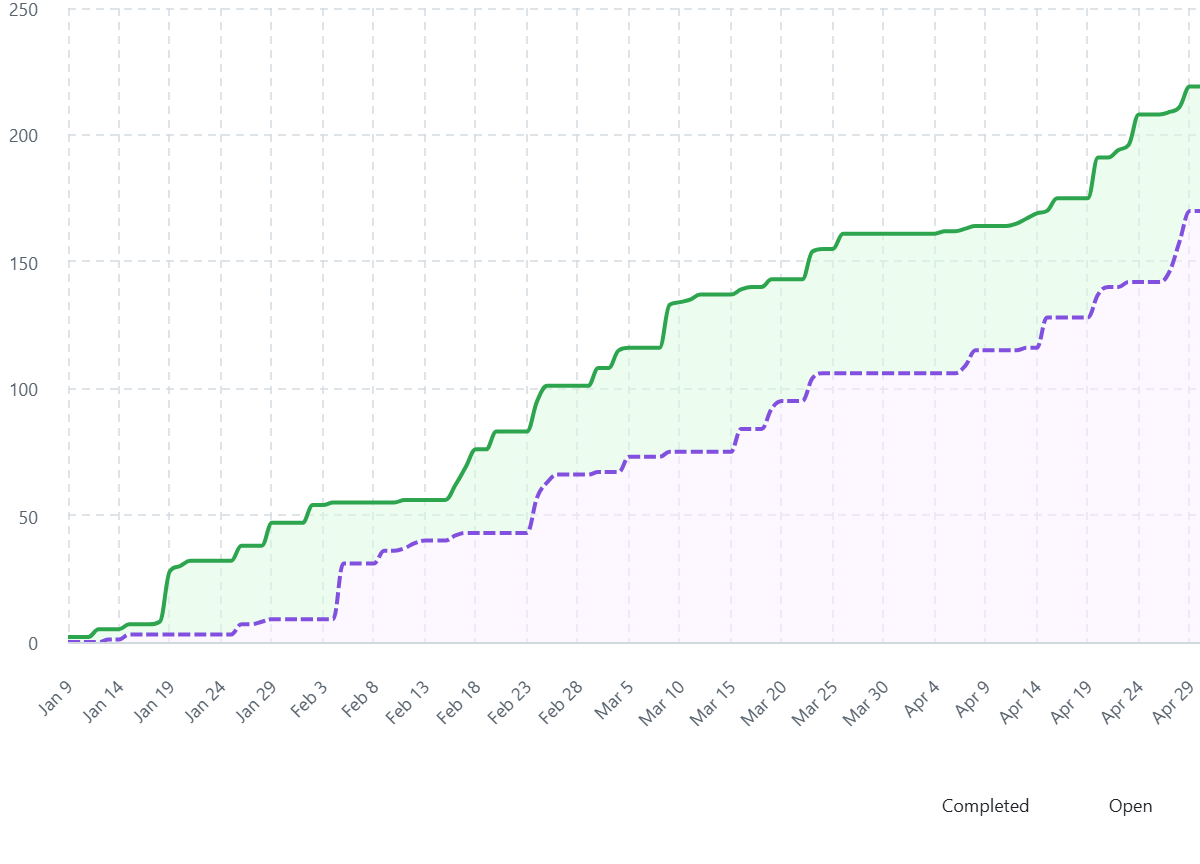 250
200
150
100
50
0
Jan 9
Jan 14
Jan 19
Jan 24
Jan 29
Feb 3
Feb 8
Feb 13
Feb 18
Feb 23
Feb 28
Mar 5
Mar 10
Mar 15
Mar 20
Mar 25
Mar 30
Apr 4
Apr 9
Apr 14
Apr 19
Apr 24
Apr 29
Completed Open